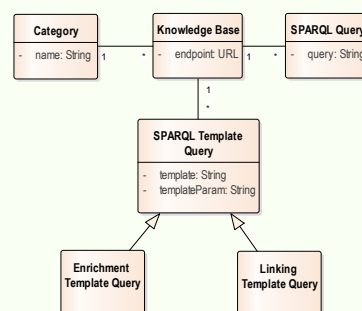 Category
- name: String
1
*
Knowledge Base
- endpoint: URL
1
*
SPARQL Query
- query: String
1
*
SPARQL Template
Query
- template: String
- templateParam: String
Enrichment
Template Query
Linking
Template Query